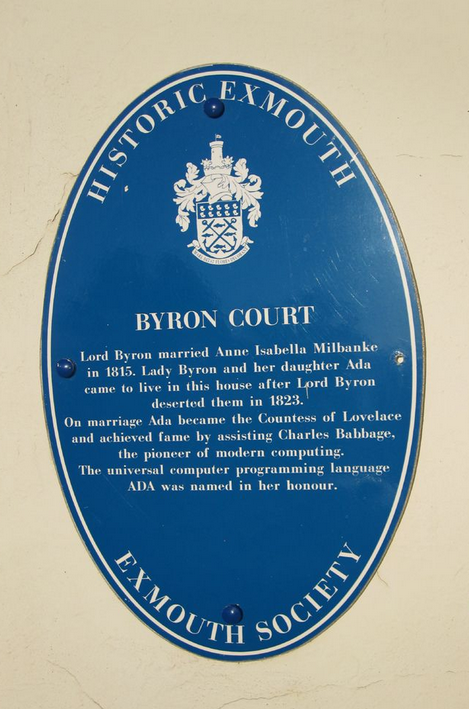 HISTORIC EXMOUTH
BYRON COURT
Lord Byron married Anne Isabella Milbanke
in 1815. Lady Byron and her daughter Ada
came to live in this house after Lord Byron
deserted them in 1823.
On marriage Ada became the Countess of Lovelace
and achieved fame by assisting Charles Babbage,
the pioneer of modern computing.
The universal computer programming language
ADA was named in her honour.
EXMOUTH SOCIETY